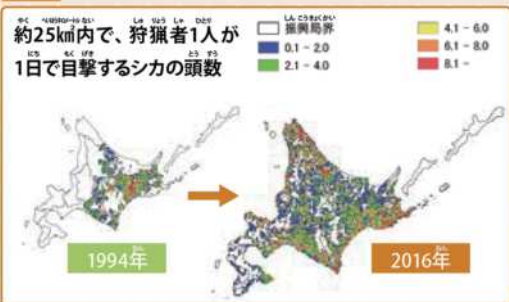 約25km²内で、狩猟者1人が
1日で目撃するシカの頭数
振興局界
0.1 - 2.0
2.1 - 4.0
4.1 - 6.0
6.1 - 8.0
8.1 -
1994年
2016年